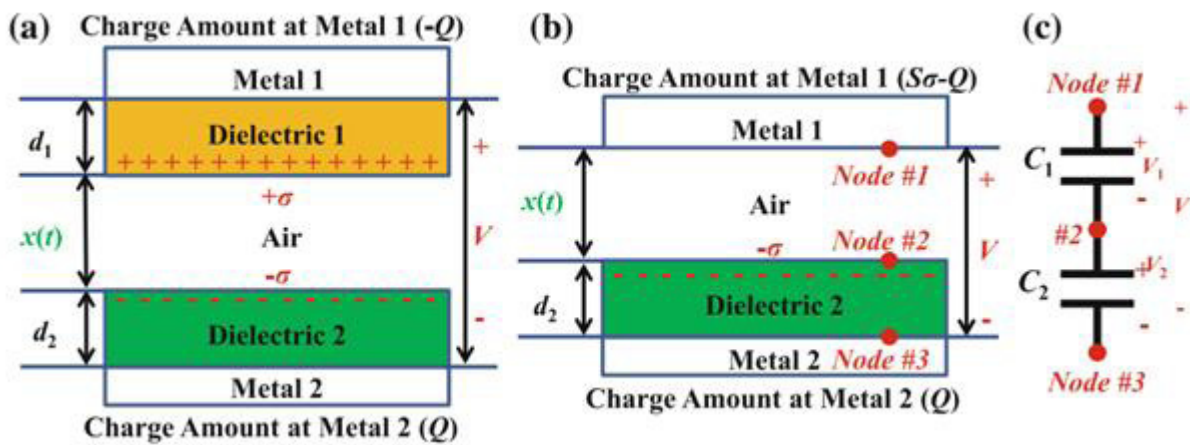 (a)
Charge Amount at Metal 1 (-Q)
Metal 1
d₁
Dielectric 1
+ + + + + + + + + + + + + +
+σ
x(t)
Air
-σ
- - - - - - - - - - - - - -
d₂
Dielectric 2
Metal 2
Charge Amount at Metal 2 (Q)
+
V
-
(b)
Charge Amount at Metal 1 (Sσ-Q)
Metal 1
Node #1
x(t)
Air
Node #2
-σ
- - - - - - - - - - - - - -
d₂
Dielectric 2
Metal 2
Node #3
Charge Amount at Metal 2 (Q)
+
V
-
(c)
Node #1
+
C₁
+
V₁
-
V
#2
C₂
+
V₂
-
-
Node #3